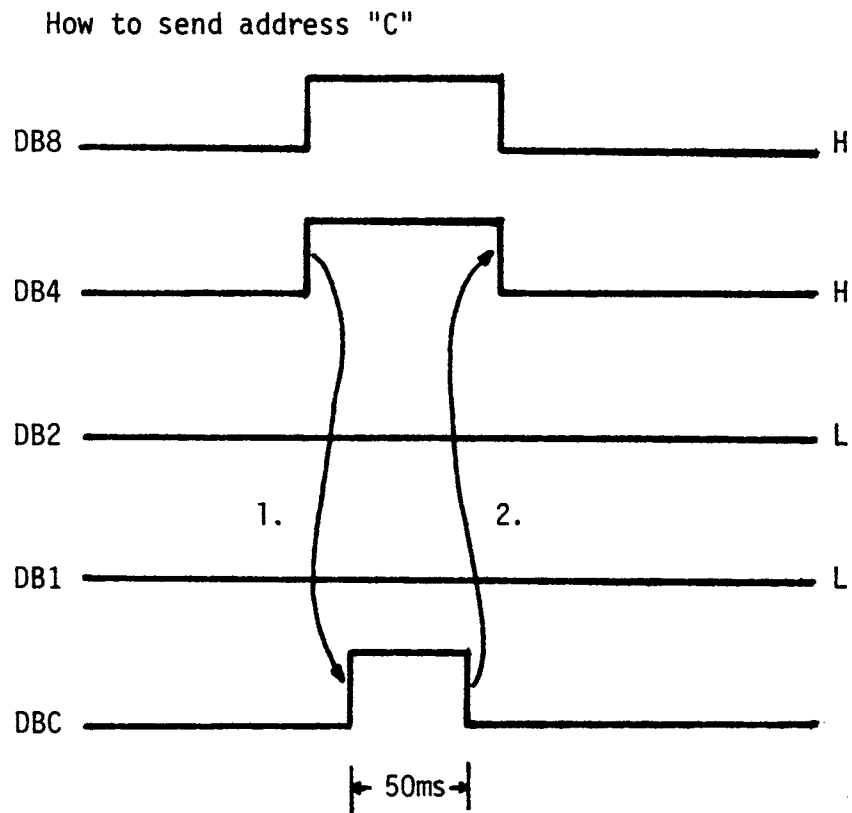 How to send address "C"
DB8 H
DB4 H
DB2 L
1. 2.
DB1 L
DBC
50ms